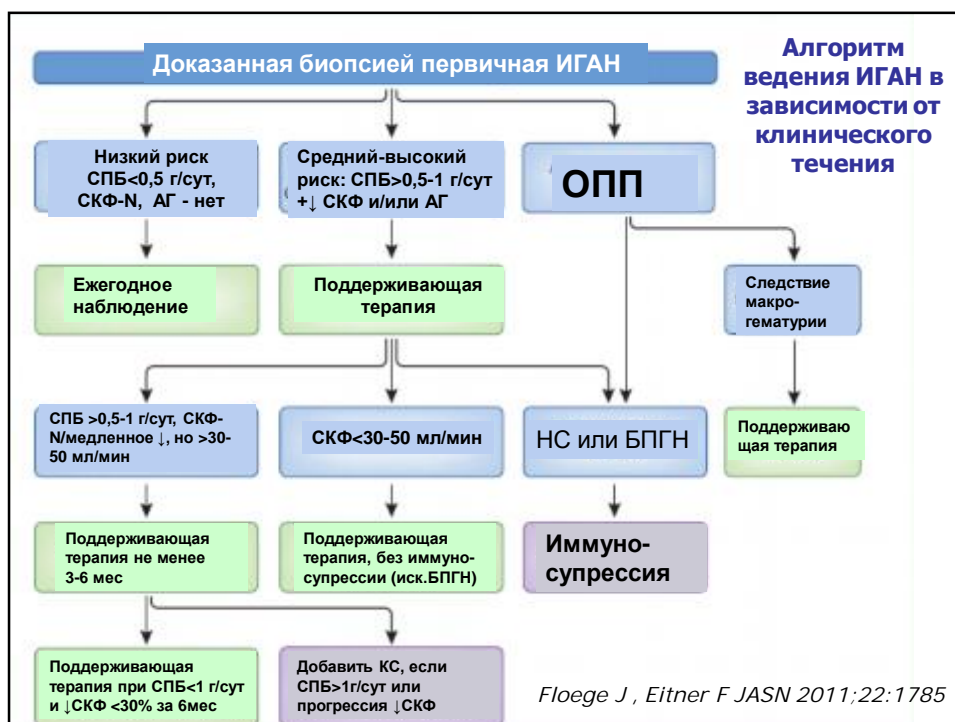 Доказанная биопсией первичная ИГАН
Алгоритм
ведения ИГАН в
зависимости от
клинического
течения
Низкий риск
СПБ<0,5 г/сут,
СКФ-N, АГ - нет
Средний-высокий
риск: СПБ>0,5-1 г/сут
+↓ СКФ и/или АГ
ОПП
Ежегодное
наблюдение
Поддерживающая
терапия
Следствие
макро-
гематурии
СПБ >0,5-1 г/сут, СКФ-
N/медленное ↓, но >30-
50 мл/мин
СКФ<30-50 мл/мин
НС или БПГН
Поддерживаю
щая терапия
Поддерживающая
терапия не менее
3-6 мес
Поддерживающая
терапия, без иммуно-
супрессии (иск.БПГН)
Иммуно-
супрессия
Поддерживающая
терапия при СПБ<1 г/сут
и ↓СКФ <30% за 6мес
Добавить КС, если
СПБ>1г/сут или
прогрессия ↓СКФ
Floege J , Eitner F JASN 2011;22:1785